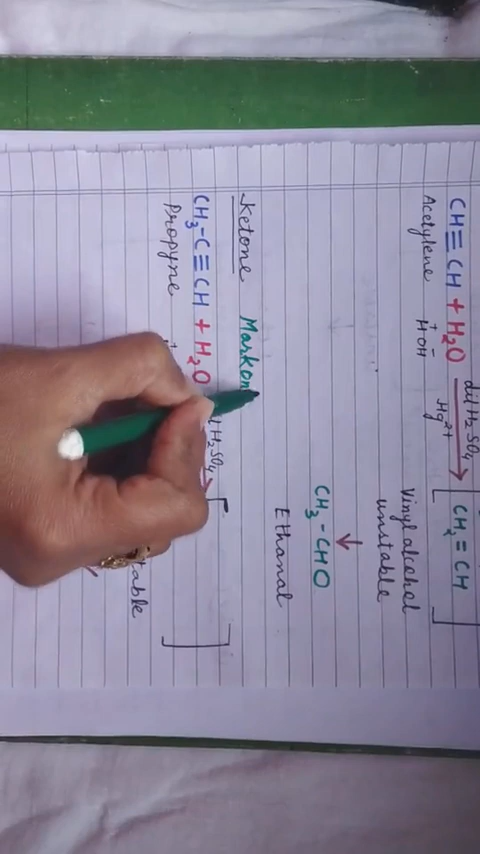 CH≡CH + H₂O dil H₂SO₄ [ CH₂=CH ]
Acetylene H-OH Hg²⁺
+ -
Vinyl alcohol
unstable
↓
CH₃-CHO
Ethanal
Ketone Markon
CH₃-C≡CH + H₂O H₂SO₄ [ ]
Propyne